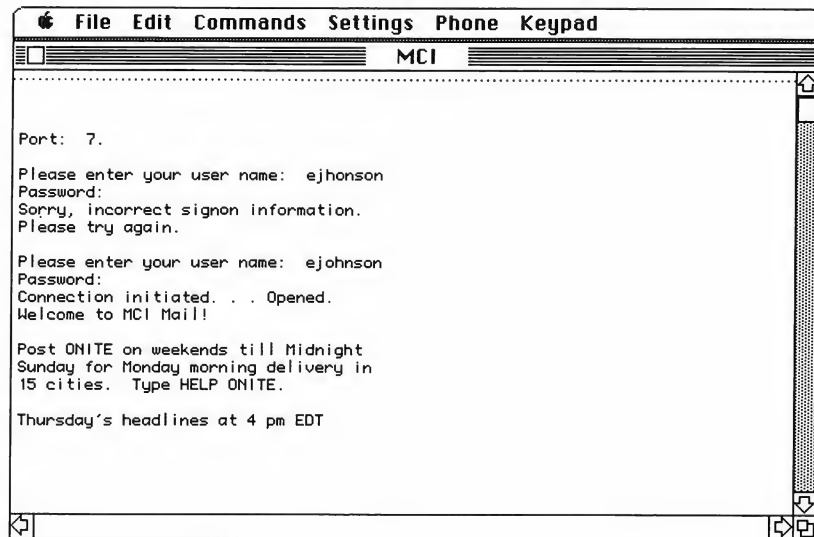 File Edit Commands Settings Phone Keypad
MCI
Port: 7.
Please enter your user name: ejhonson
Password:
Sorry, incorrect signon information.
Please try again.
Please enter your user name: ejohnson
Password:
Connection initiated. . . Opened.
Welcome to MCI Mail!
Post ONITE on weekends till Midnight
Sunday for Monday morning delivery in
15 cities. Type HELP ONITE.
Thursday's headlines at 4 pm EDT